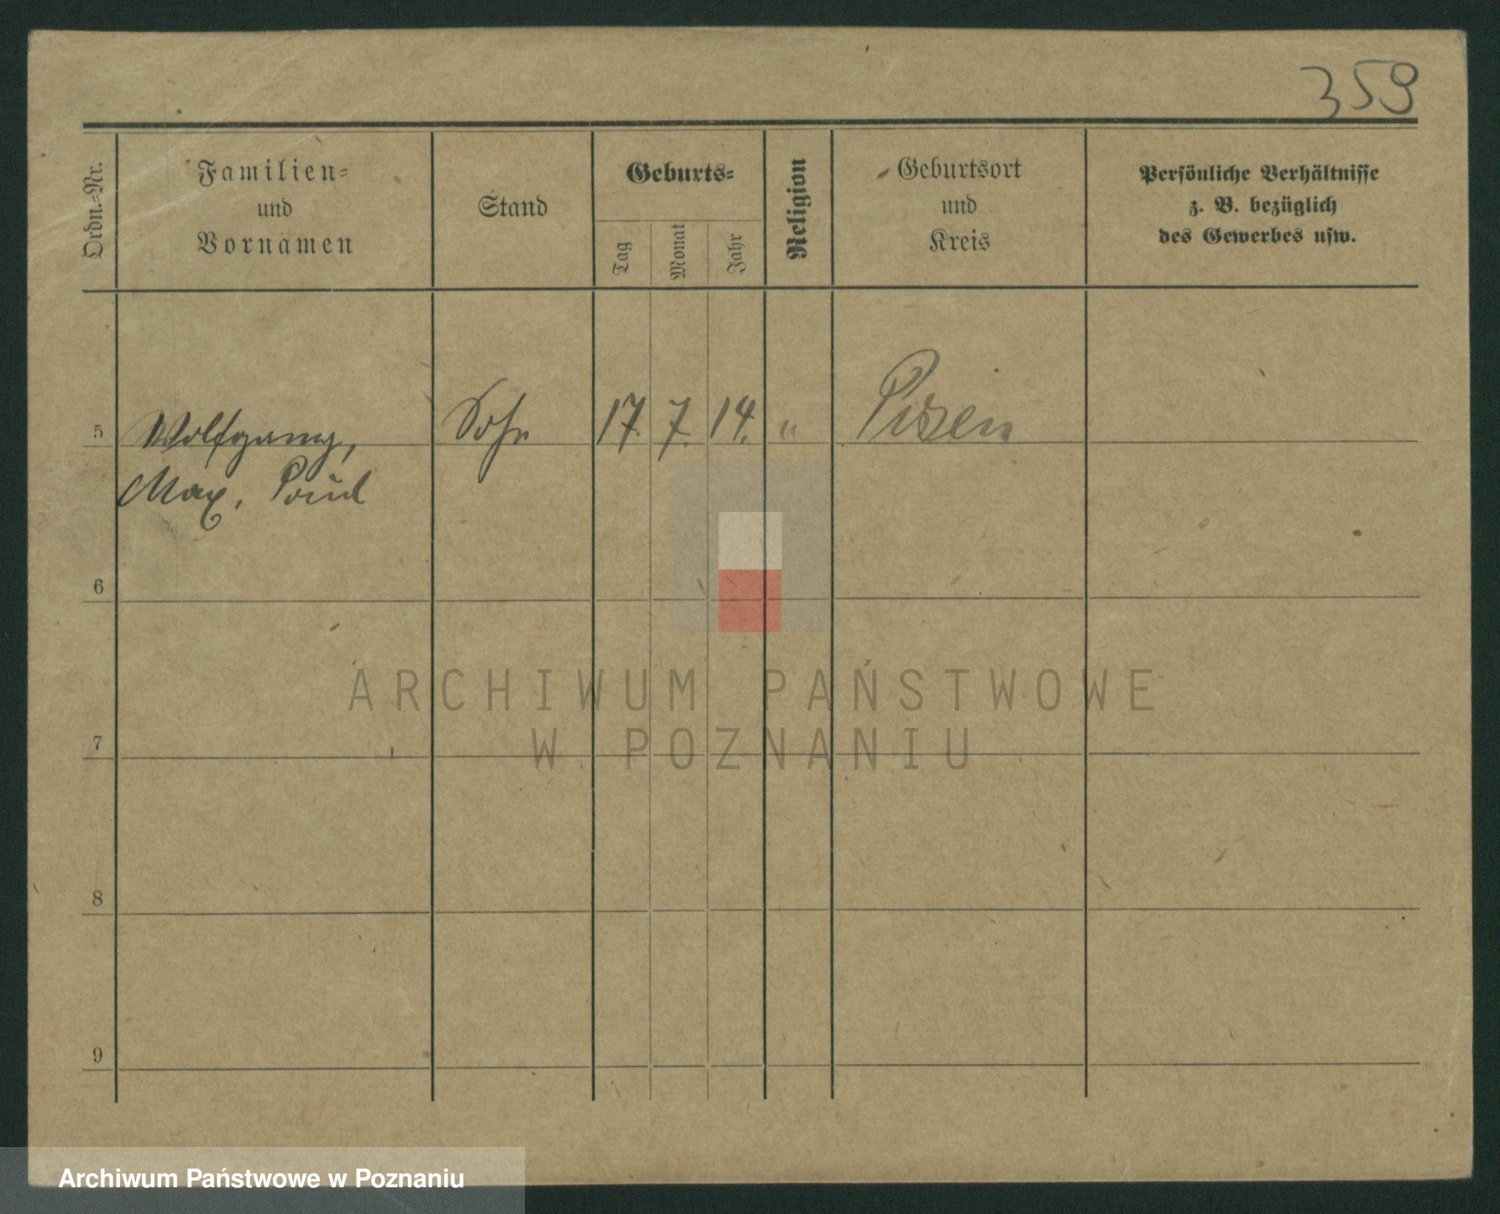 359
Ordn.-Nr.
Familien-
und
Vornamen
Stand
Geburts-
Tag
Monat
Jahr
Religion
Geburtsort
und
Kreis
Persönliche Verhältnisse
z. B. bezüglich
des Gewerbes usw.
5 Wolfgang, Sohn 17. 7. 14. "
Max, Paul
6
7
8
9
ARCHIWUM PAŃSTWOWE
W POZNANIU
Archiwum Państwowe w Poznaniu